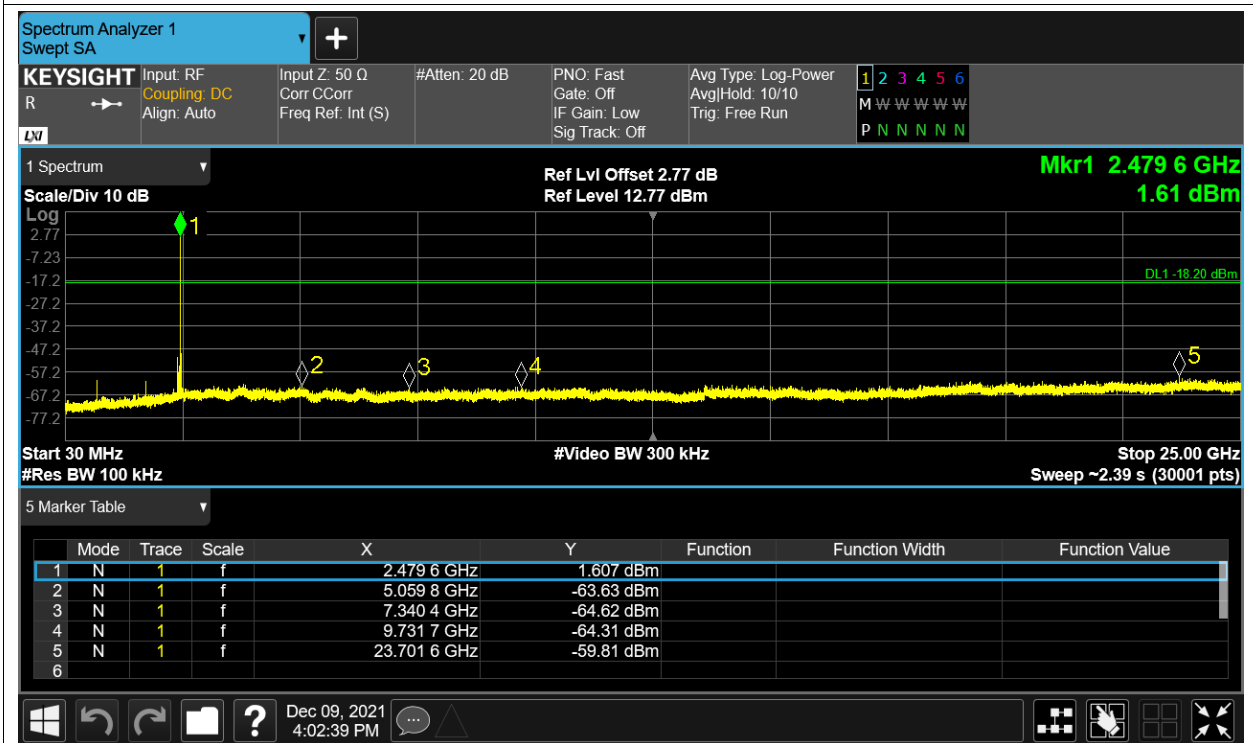 Spectrum Analyzer 1
Swept SA
KEYSIGHT
R
LXI
Input: RF
Coupling: DC
Align: Auto
Input Z: 50 Ω
Corr CCorr
Freq Ref: Int (S)
#Atten: 20 dB
PNO: Fast
Gate: Off
IF Gain: Low
Sig Track: Off
Avg Type: Log-Power
Avg|Hold: 10/10
Trig: Free Run
1 2 3 4 5 6
M W W W W W
P N N N N N
1 Spectrum
Scale/Div 10 dB
Ref Lvl Offset 2.77 dB
Ref Level 12.77 dBm
Mkr1 2.479 6 GHz
1.61 dBm
Log
2.77
-7.23
-17.2
-27.2
-37.2
-47.2
-57.2
-67.2
-77.2
1
2
3
4
5
DL1 -18.20 dBm
Start 30 MHz
#Res BW 100 kHz
#Video BW 300 kHz
Stop 25.00 GHz
Sweep ~2.39 s (30001 pts)
5 Marker Table
Mode Trace Scale X Y Function Function Width Function Value
1 N 1 f 2.479 6 GHz 1.607 dBm
2 N 1 f 5.059 8 GHz -63.63 dBm
3 N 1 f 7.340 4 GHz -64.62 dBm
4 N 1 f 9.731 7 GHz -64.31 dBm
5 N 1 f 23.701 6 GHz -59.81 dBm
6
?
Dec 09, 2021
4:02:39 PM